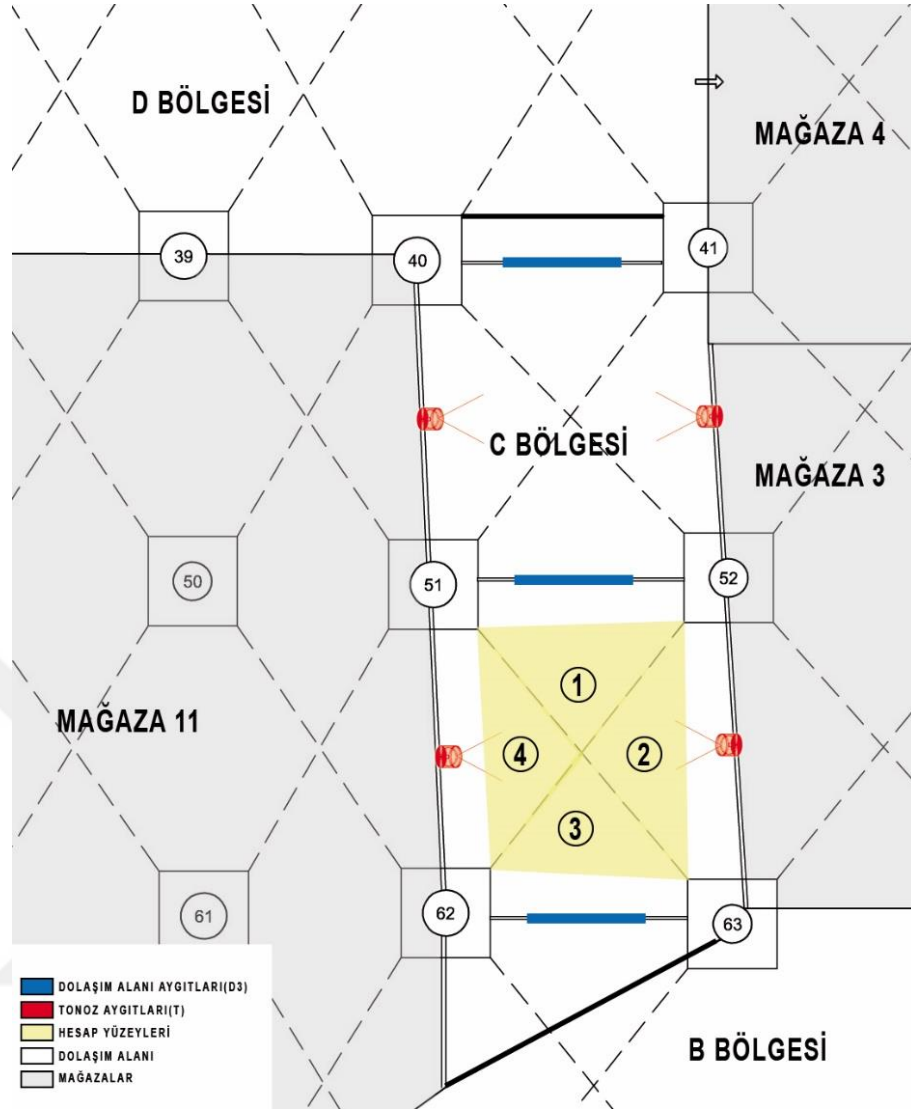 D BÖLGESİ
MAĞAZA 4
39
40
41
C BÖLGESİ
MAĞAZA 3
50
51
52
1
MAĞAZA 11
4
2
3
61
62
63
DOLAŞIM ALANI AYGITLARI(D3)
TONOZ AYGITLARI(T)
HESAP YÜZEYLERİ
DOLAŞIM ALANI
MAĞAZALAR
B BÖLGESİ